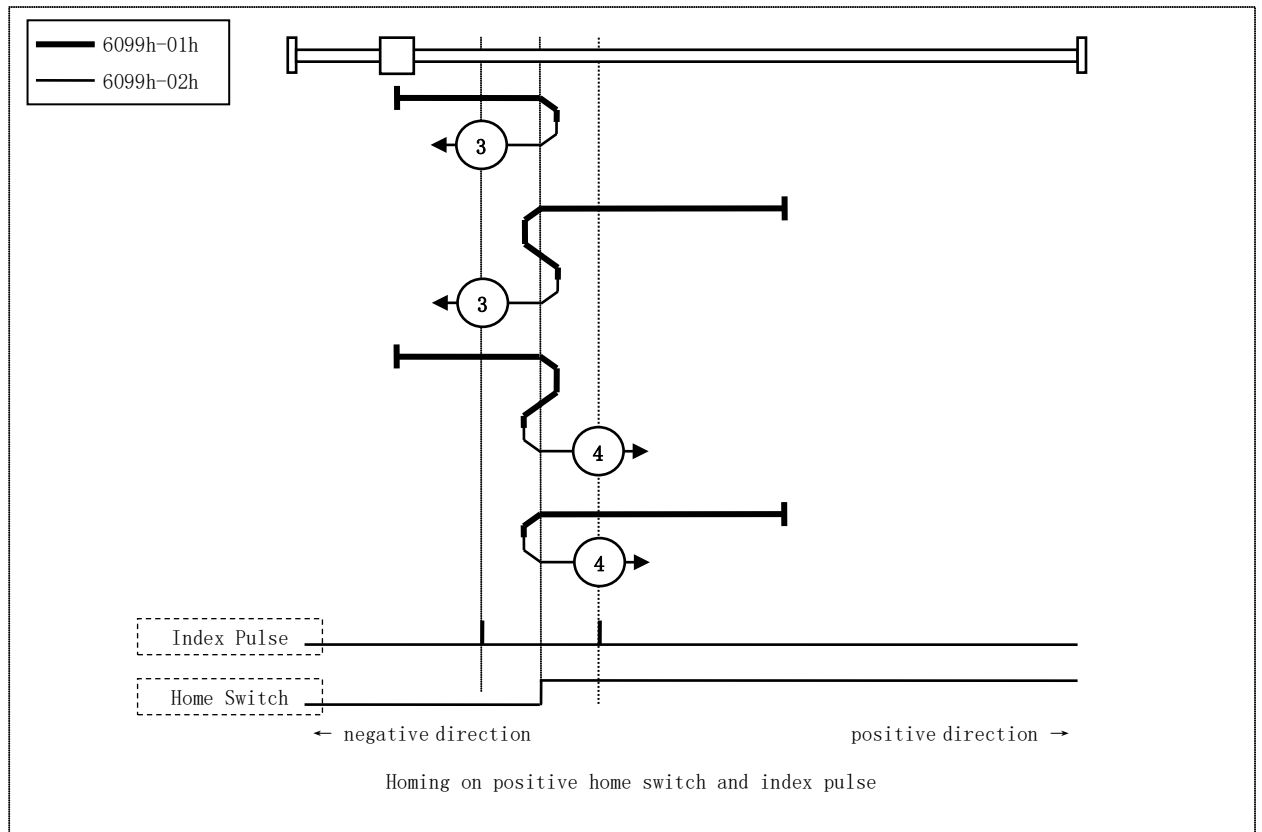 6099h-01h
6099h-02h
3
3
4
4
Index Pulse
Home Switch
← negative direction positive direction →
Homing on positive home switch and index pulse